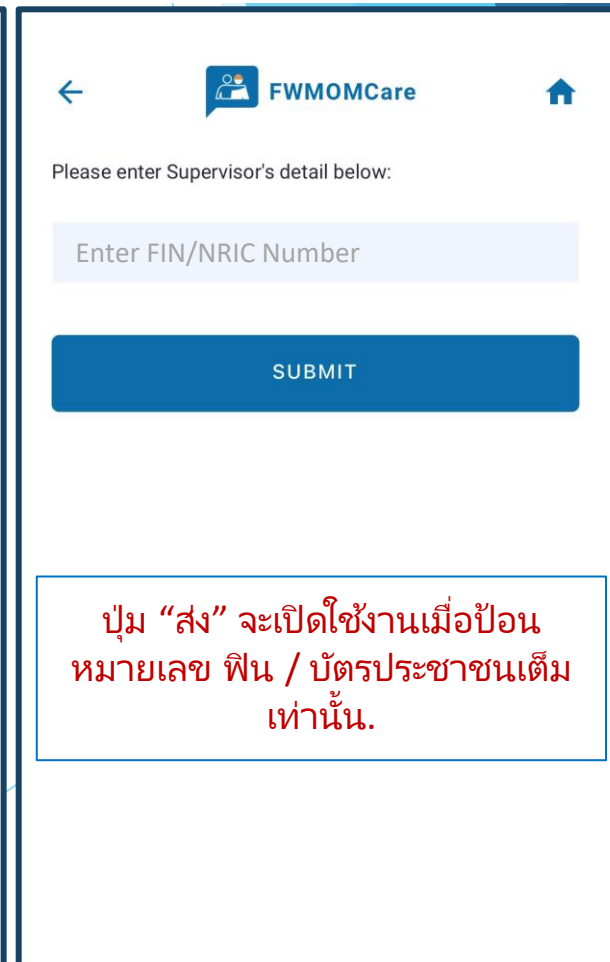 FWMOMCare
Please enter Supervisor's detail below:
Enter FIN/NRIC Number
SUBMIT
ปุ่ม “ส่ง” จะเปิดใช้งานเมื่อป้อน
หมายเลข ฟิน / บัตรประชาชนเต็ม
เท่านั้น.